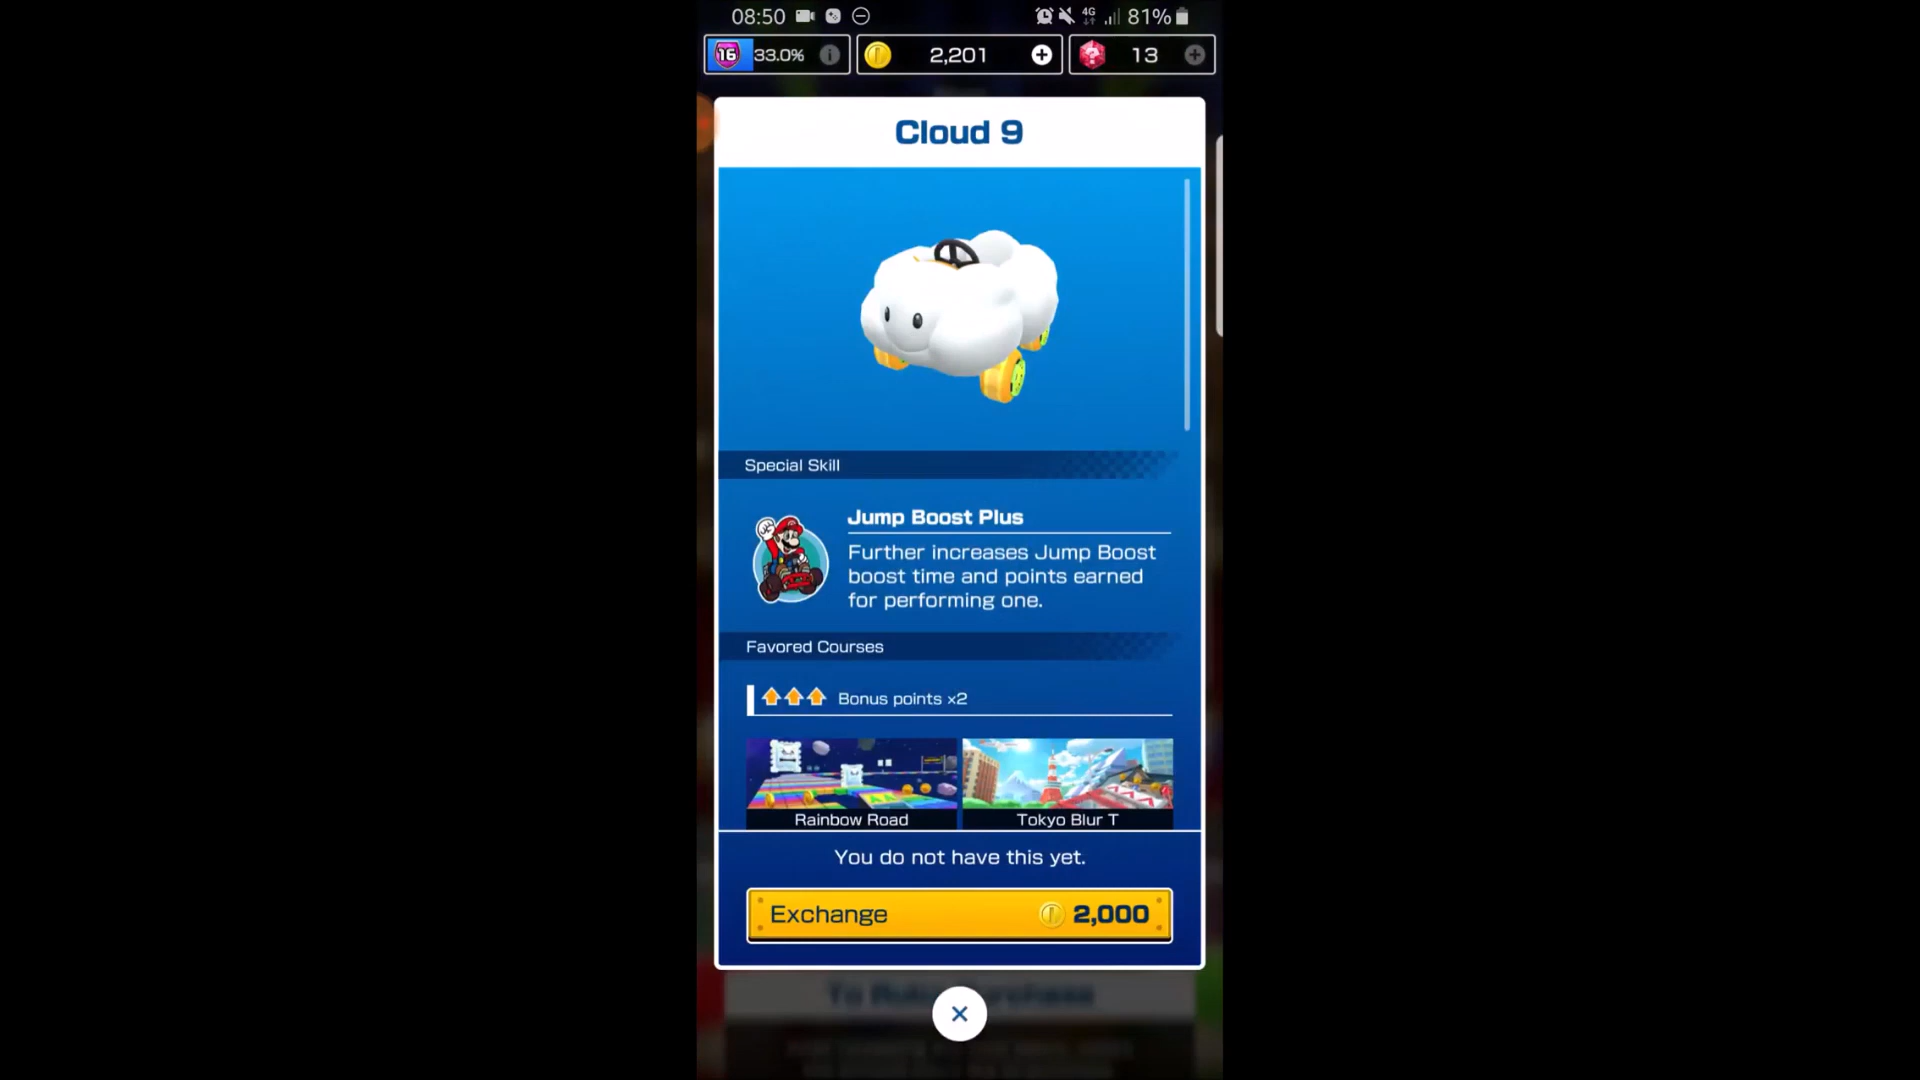 08:50
4G
81%
16
33.0%
2,201
13
Cloud 9
Special Skill
Jump Boost Plus
Further increases Jump Boost
boost time and points earned
for performing one.
Favored Courses
Bonus points ×2
Rainbow Road
Tokyo Blur T
You do not have this yet.
Exchange
2,000